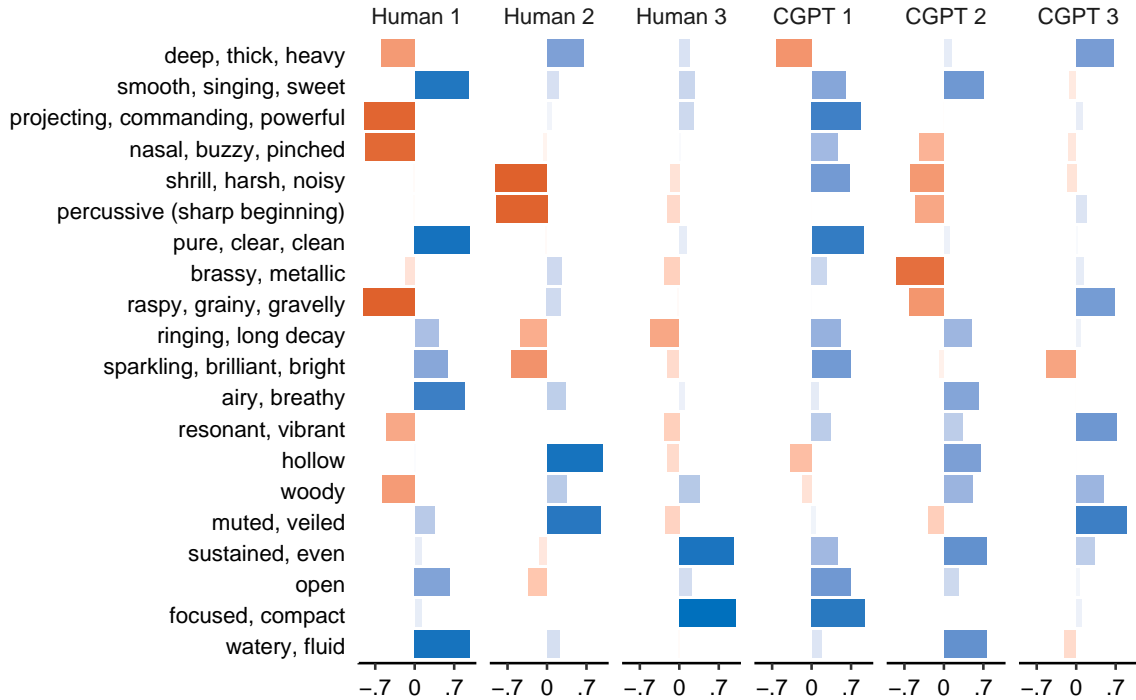 Human 1 Human 2 Human 3 CGPT 1 CGPT 2 CGPT 3
deep, thick, heavy
smooth, singing, sweet
projecting, commanding, powerful
nasal, buzzy, pinched
shrill, harsh, noisy
percussive (sharp beginning)
pure, clear, clean
brassy, metallic
raspy, grainy, gravelly
ringing, long decay
sparkling, brilliant, bright
airy, breathy
resonant, vibrant
hollow
woody
muted, veiled
sustained, even
open
focused, compact
watery, fluid
−.7 0 .7 −.7 0 .7 −.7 0 .7 −.7 0 .7 −.7 0 .7 −.7 0 .7